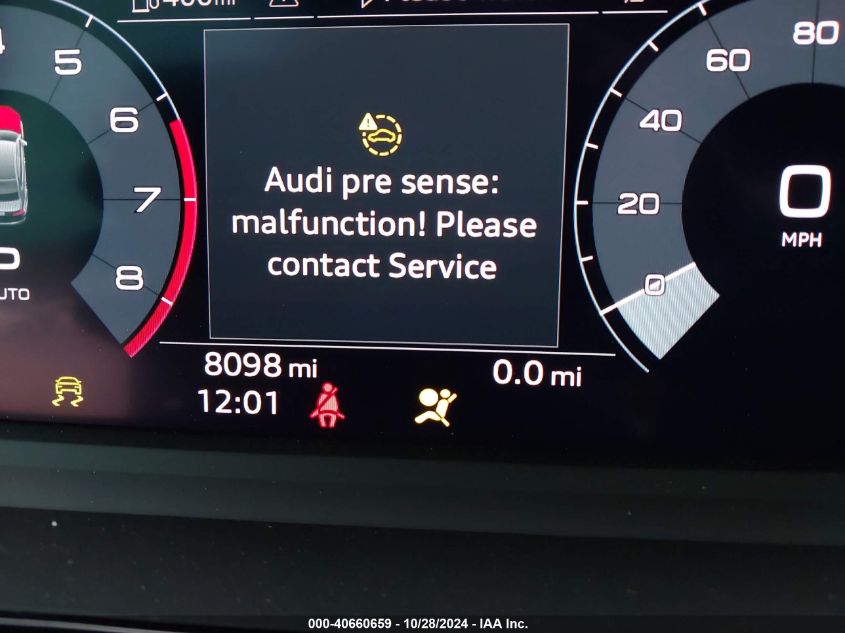 5
6
7
8
Audi pre sense:
malfunction! Please
contact Service
80
60
40
20
0
0
MPH
8098 mi
0.0 mi
12:01
000-40660659 - 10/28/2024 - IAA Inc.